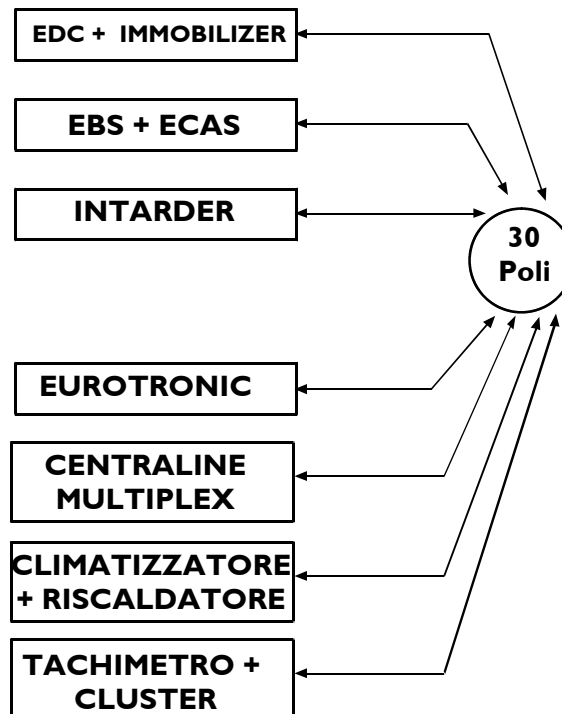 EDC + IMMOBILIZER
EBS + ECAS
INTARDER
30
Poli
EUROTRONIC
CENTRALINE
MULTIPLEX
CLIMATIZZATORE
+ RISCALDATORE
TACHIMETRO +
CLUSTER